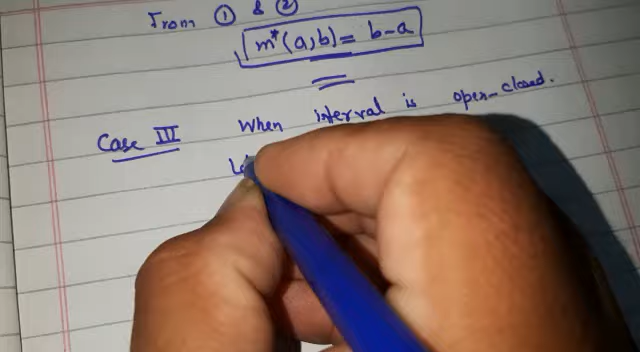 From ① & ②
m*(a,b) = b-a
Case III When interval is open-closed.